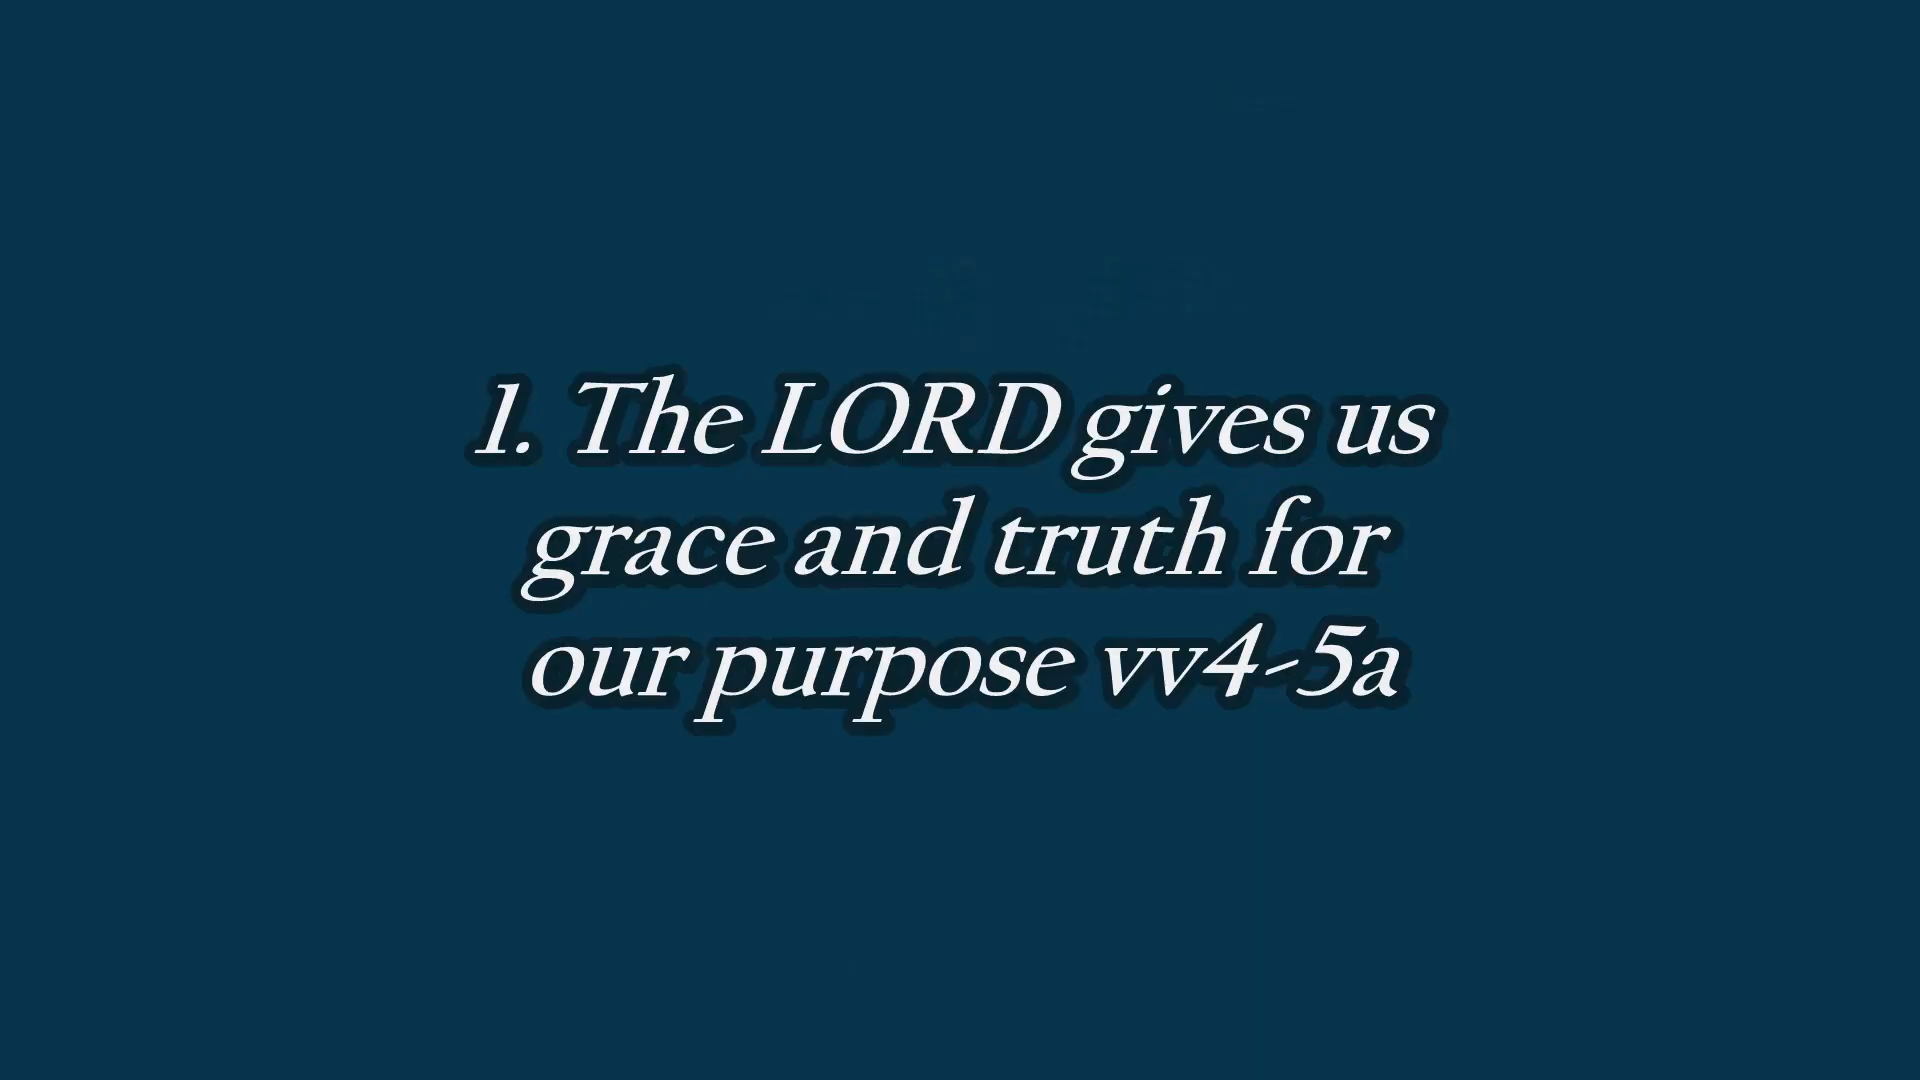 1. The LORD gives us
grace and truth for
our purpose vv4-5a